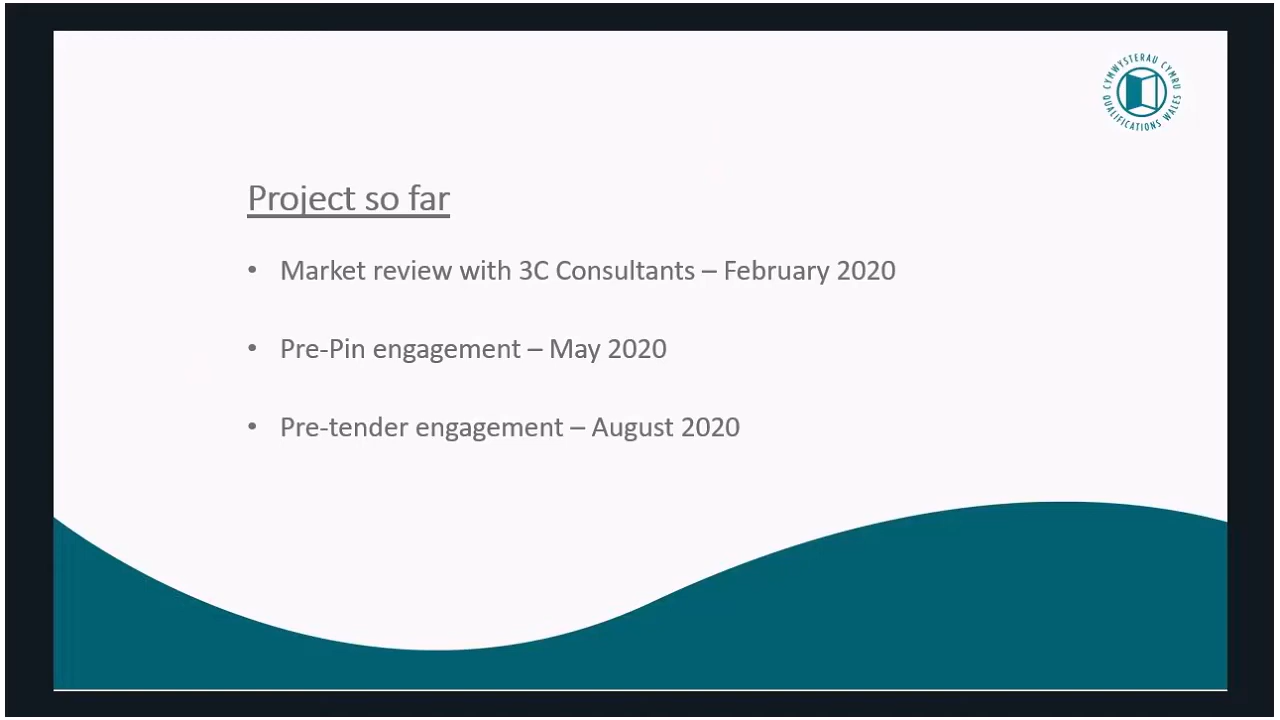 CYMWYSTERAU CYMRU
QUALIFICATIONS WALES
Project so far
• Market review with 3C Consultants – February 2020
• Pre-Pin engagement – May 2020
• Pre-tender engagement – August 2020